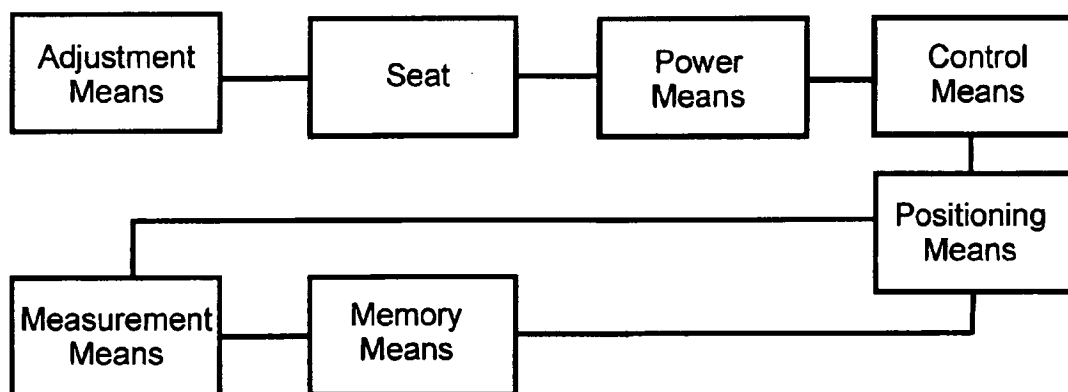 Adjustment
Means
Seat
Power
Means
Control
Means
Positioning
Means
Measurement
Means
Memory
Means